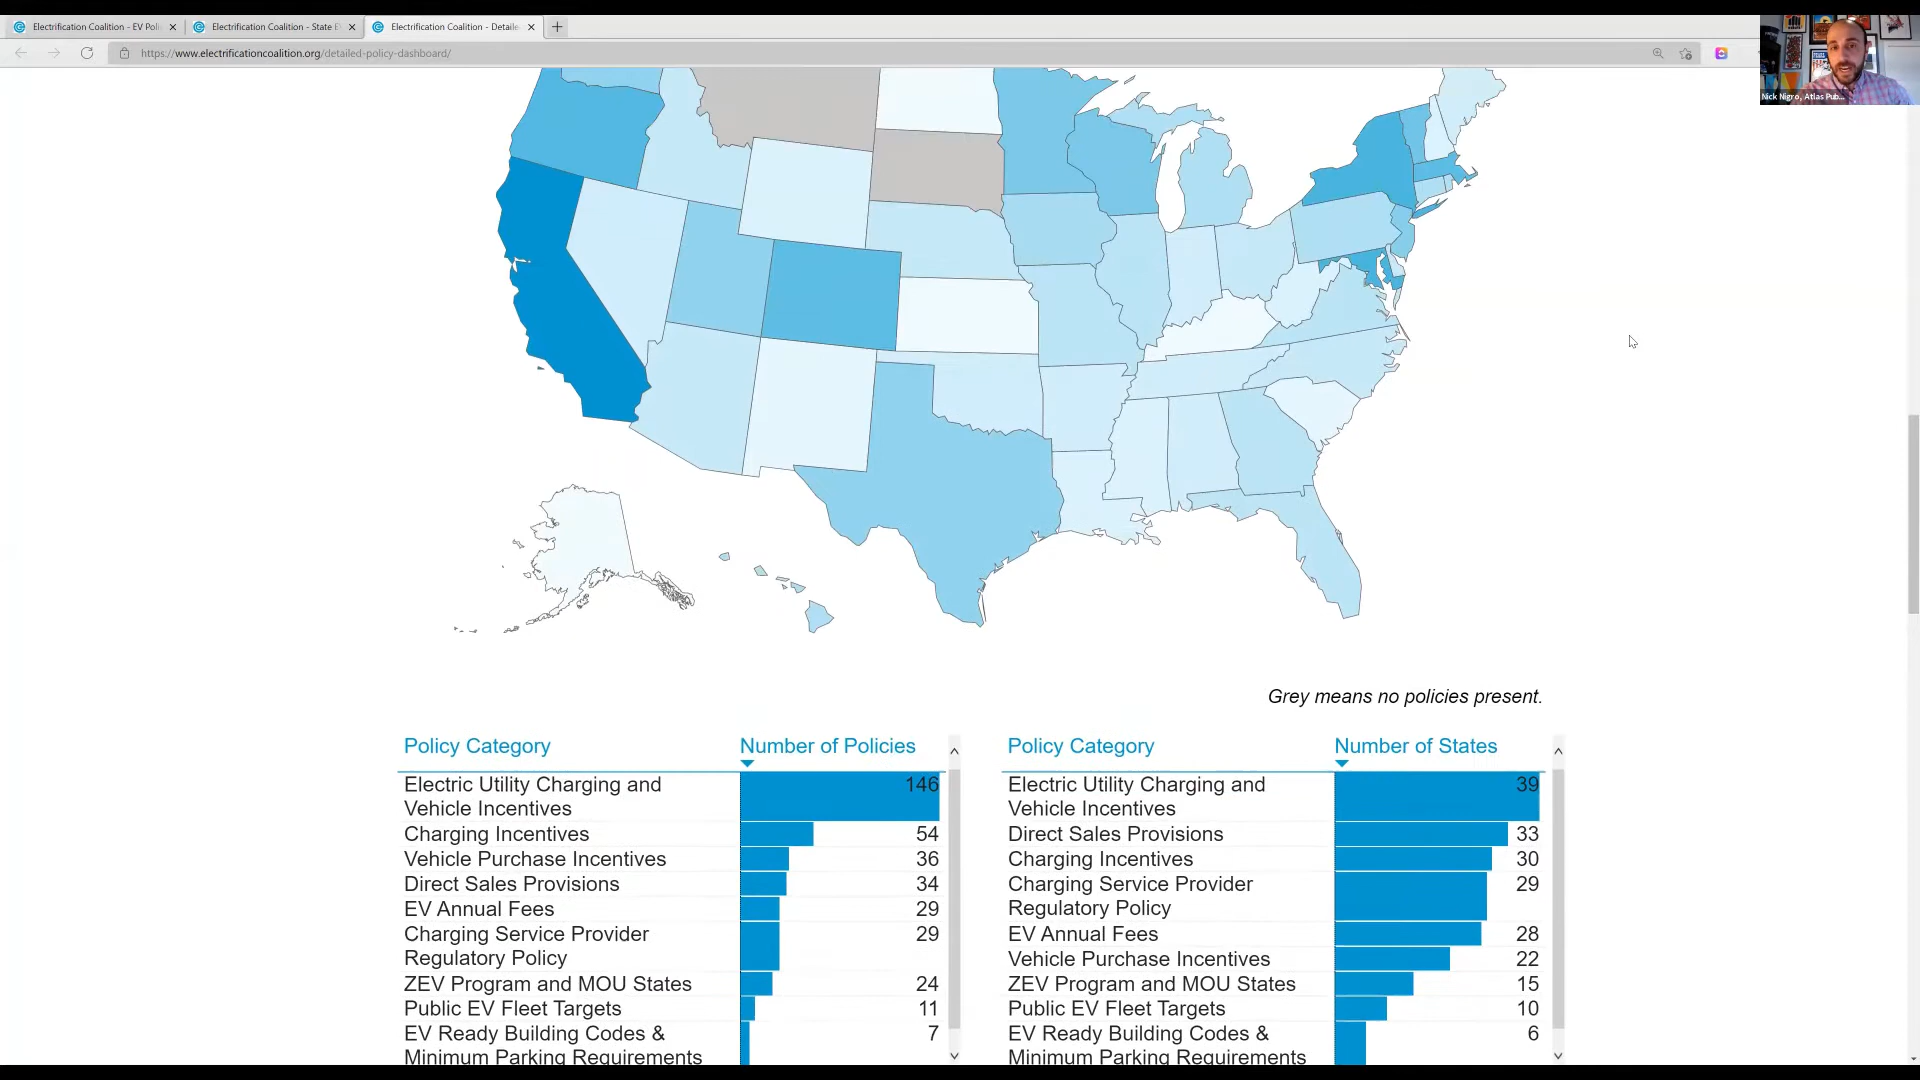 Electrification Coalition - EV Poli
Electrification Coalition - State E
Electrification Coalition - Detaile
https://www.electrificationcoalition.org/detailed-policy-dashboard/
Nick Nigro, Atlas Pub...
Grey means no policies present.
Policy Category Number of Policies
Electric Utility Charging and 146
Vehicle Incentives
Charging Incentives 54
Vehicle Purchase Incentives 36
Direct Sales Provisions 34
EV Annual Fees 29
Charging Service Provider 29
Regulatory Policy
ZEV Program and MOU States 24
Public EV Fleet Targets 11
EV Ready Building Codes & 7
Minimum Parking Requirements
Policy Category Number of States
Electric Utility Charging and 39
Vehicle Incentives
Direct Sales Provisions 33
Charging Incentives 30
Charging Service Provider 29
Regulatory Policy
EV Annual Fees 28
Vehicle Purchase Incentives 22
ZEV Program and MOU States 15
Public EV Fleet Targets 10
EV Ready Building Codes & 6
Minimum Parking Requirements